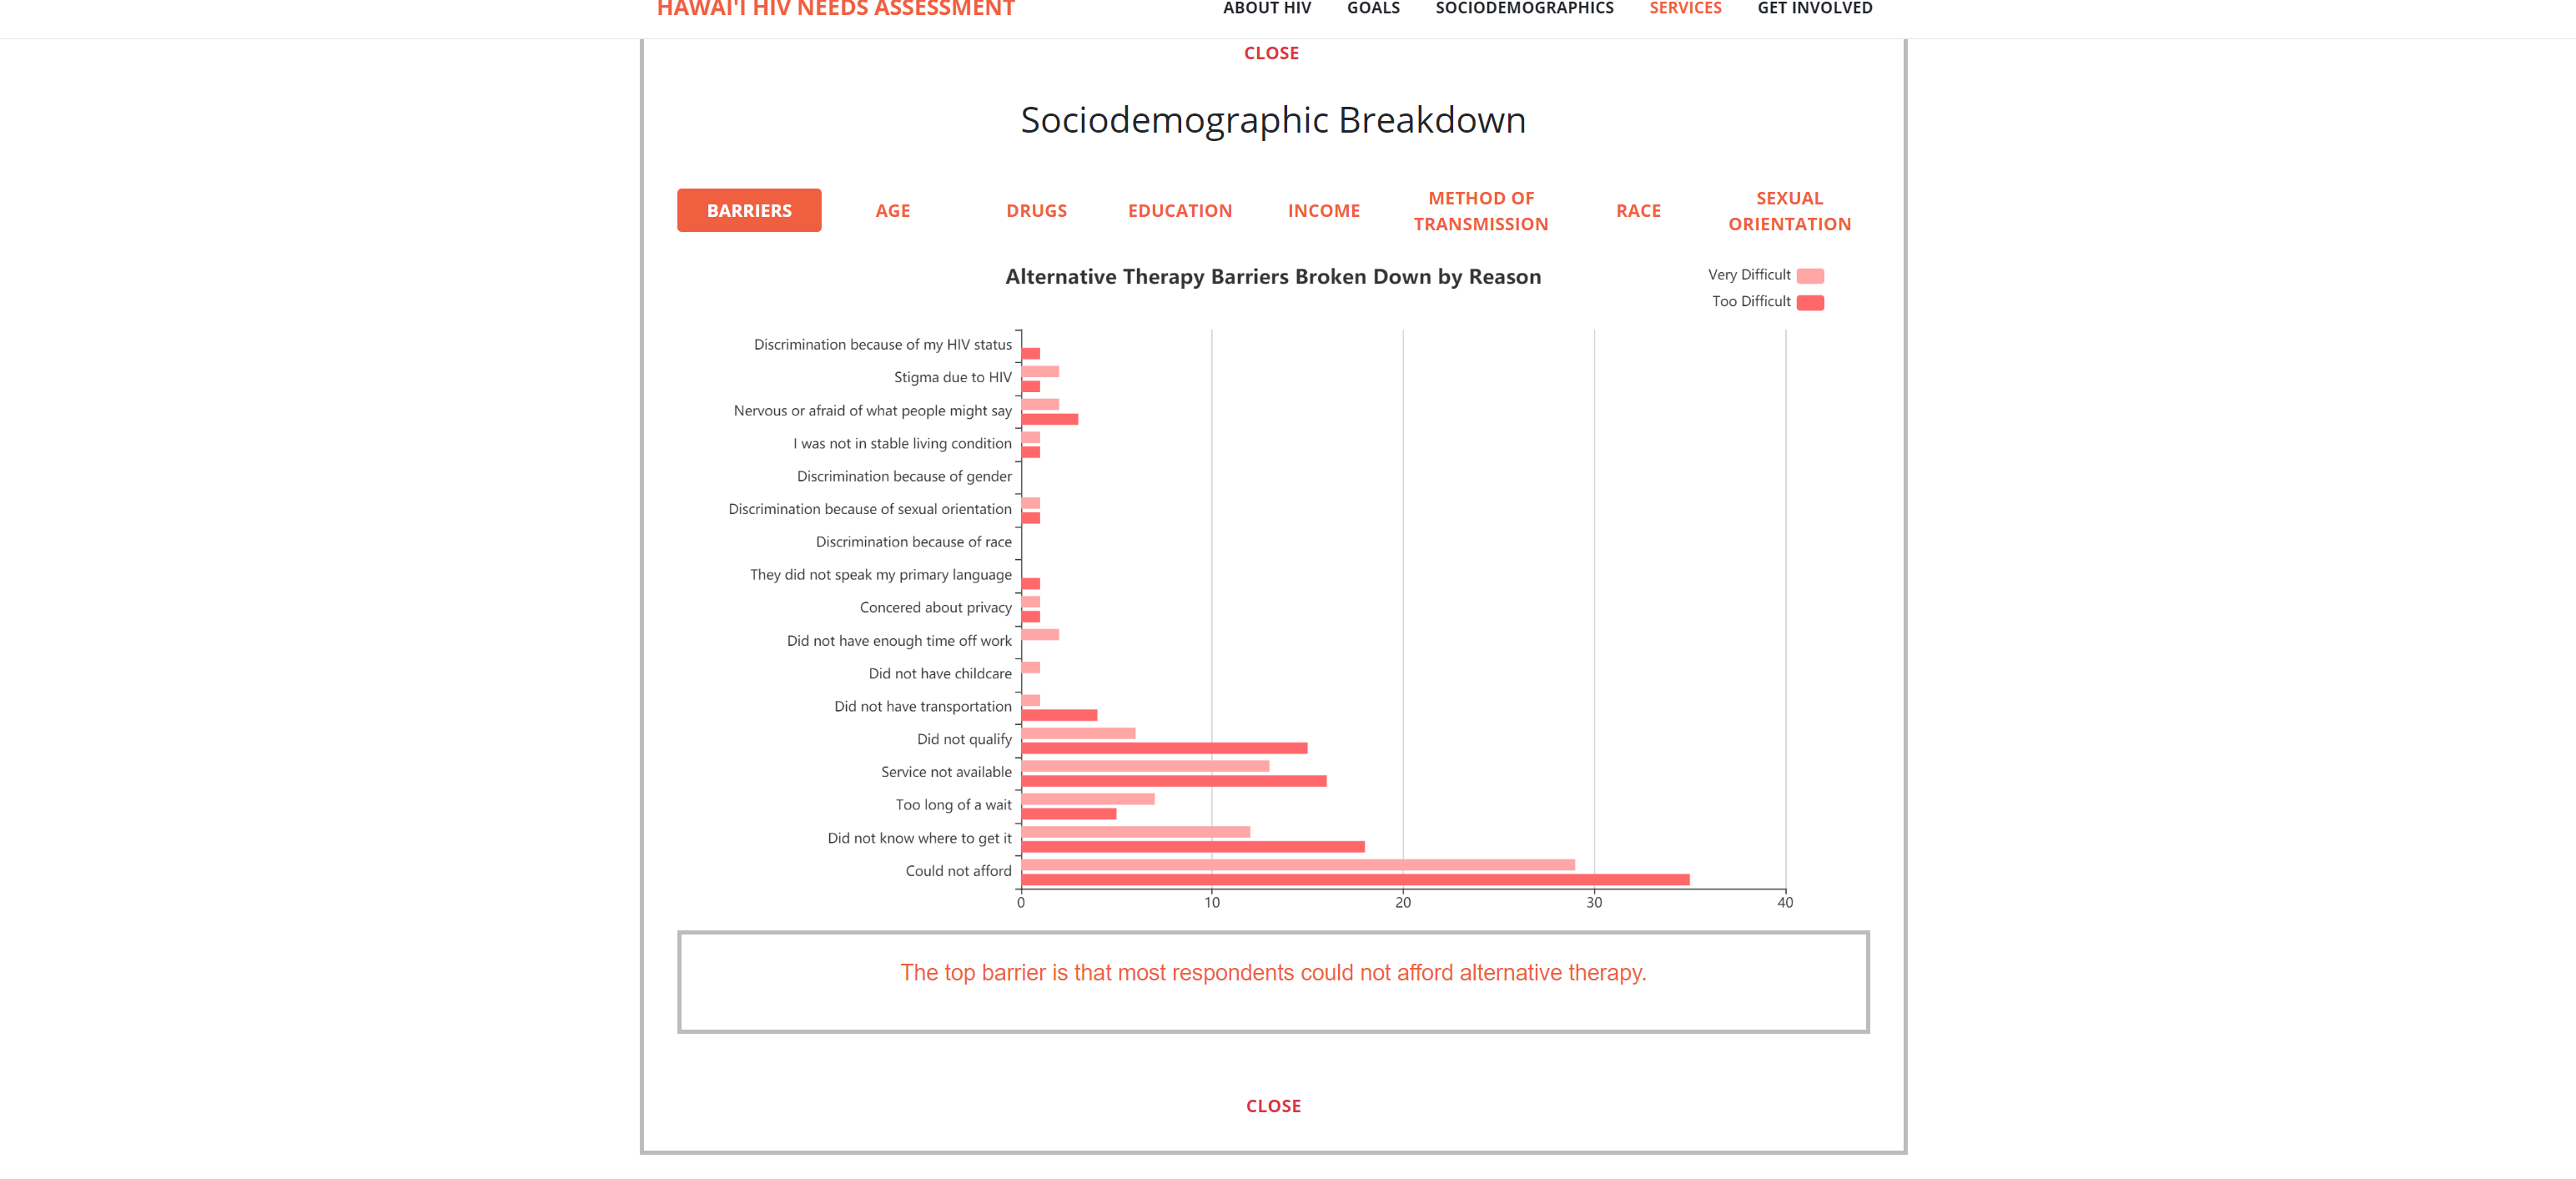 HAWAI'I HIV NEEDS ASSESSMENT
ABOUT HIV GOALS SOCIODEMOGRAPHICS SERVICES GET INVOLVED
CLOSE
Sociodemographic Breakdown
BARRIERS AGE DRUGS EDUCATION INCOME METHOD OF TRANSMISSION RACE SEXUAL ORIENTATION
Alternative Therapy Barriers Broken Down by Reason
Very Difficult
Too Difficult
Discrimination because of my HIV status
Stigma due to HIV
Nervous or afraid of what people might say
I was not in stable living condition
Discrimination because of gender
Discrimination because of sexual orientation
Discrimination because of race
They did not speak my primary language
Concered about privacy
Did not have enough time off work
Did not have childcare
Did not have transportation
Did not qualify
Service not available
Too long of a wait
Did not know where to get it
Could not afford
0 10 20 30 40
The top barrier is that most respondents could not afford alternative therapy.
CLOSE